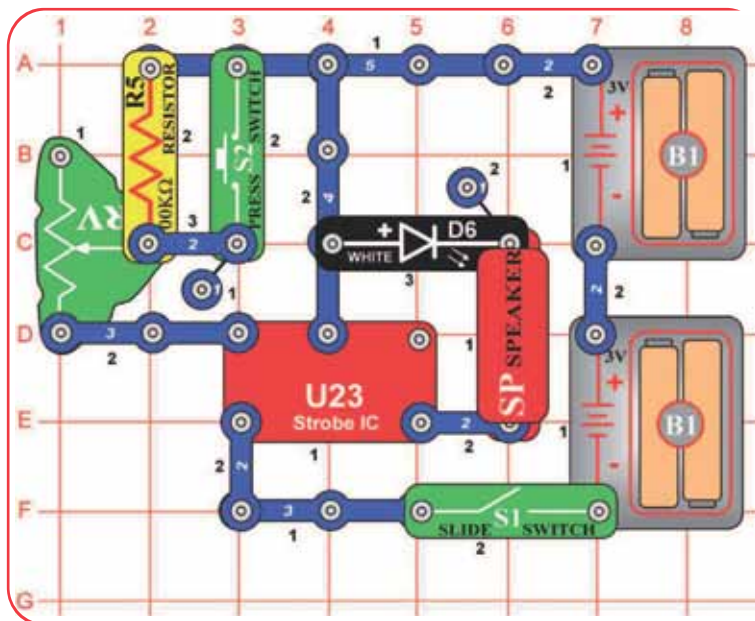 1 2 3 4 5 6 7 8
A
B
C
D
E
F
G
1
5
2
2
R5
RESISTOR
00KΩ
2
S2
PRESS SWITCH
2
1
RV
3
2
1
1
2
4
2
1
+
D6
WHITE
3
3V
+
-
B1
1
2
2
3
2
U23
Strobe IC
1
1
SP SPEAKER
2
2
3V
+
-
B1
1
2
2
3
1
S1
SLIDE SWITCH
2